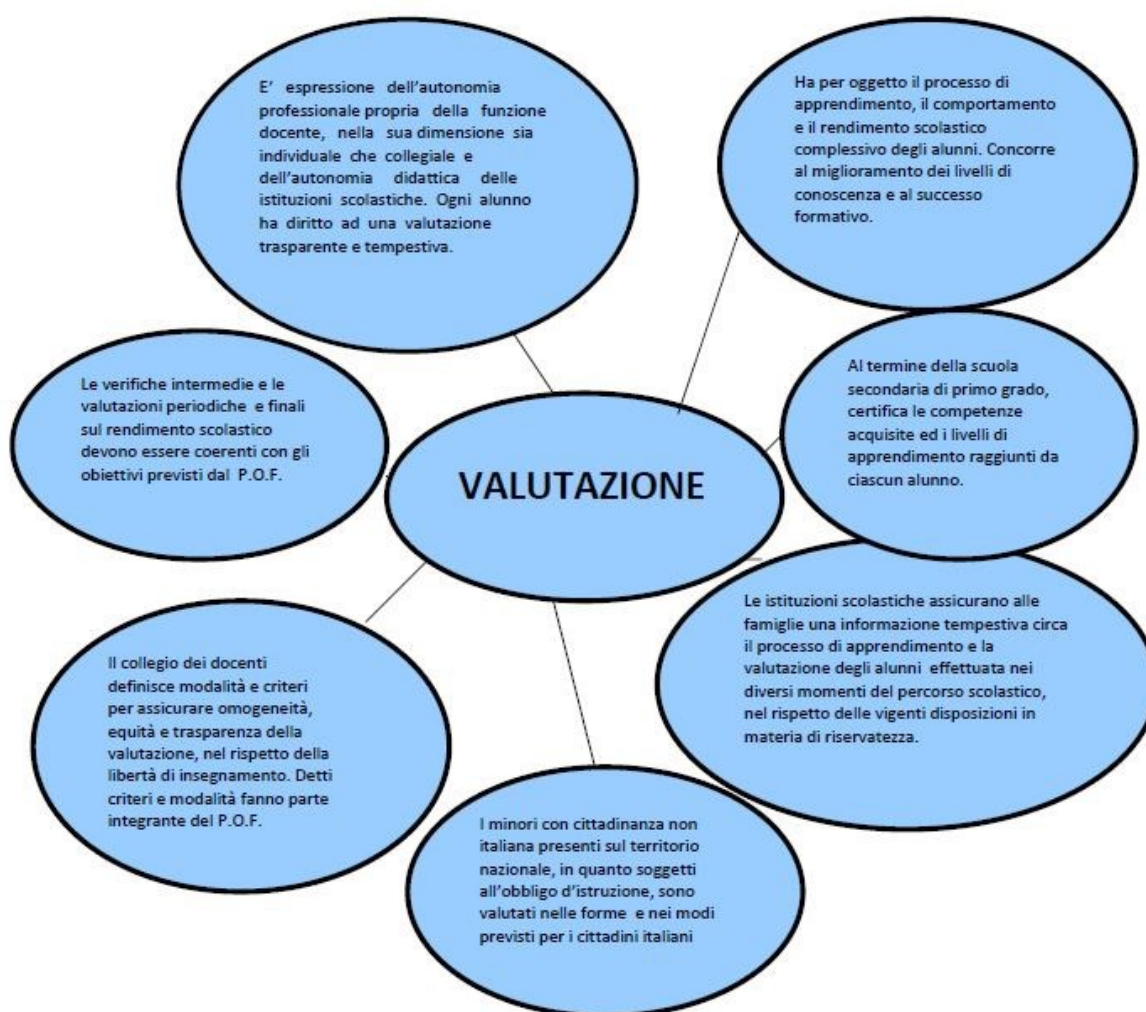 E' espressione dell'autonomia
professionale propria della funzione
docente, nella sua dimensione sia
individuale che collegiale e
dell'autonomia didattica delle
istituzioni scolastiche. Ogni alunno
ha diritto ad una valutazione
trasparente e tempestiva.
Ha per oggetto il processo di
apprendimento, il comportamento
e il rendimento scolastico
complessivo degli alunni. Concorre
al miglioramento dei livelli di
conoscenza e al successo
formativo.
Le verifiche intermedie e le
valutazioni periodiche e finali
sul rendimento scolastico
devono essere coerenti con gli
obiettivi previsti dal P.O.F.
VALUTAZIONE
Al termine della scuola
secondaria di primo grado,
certifica le competenze
acquisite ed i livelli di
apprendimento raggiunti da
ciascun alunno.
Le istituzioni scolastiche assicurano alle
famiglie una informazione tempestiva circa
il processo di apprendimento e la
valutazione degli alunni effettuata nei
diversi momenti del percorso scolastico,
nel rispetto delle vigenti disposizioni in
materia di riservatezza.
Il collegio dei docenti
definisce modalità e criteri
per assicurare omogeneità,
equità e trasparenza della
valutazione, nel rispetto della
libertà di insegnamento. Detti
criteri e modalità fanno parte
integrante del P.O.F.
I minori con cittadinanza non
italiana presenti sul territorio
nazionale, in quanto soggetti
all'obbligo d'istruzione, sono
valutati nelle forme e nei modi
previsti per i cittadini italiani